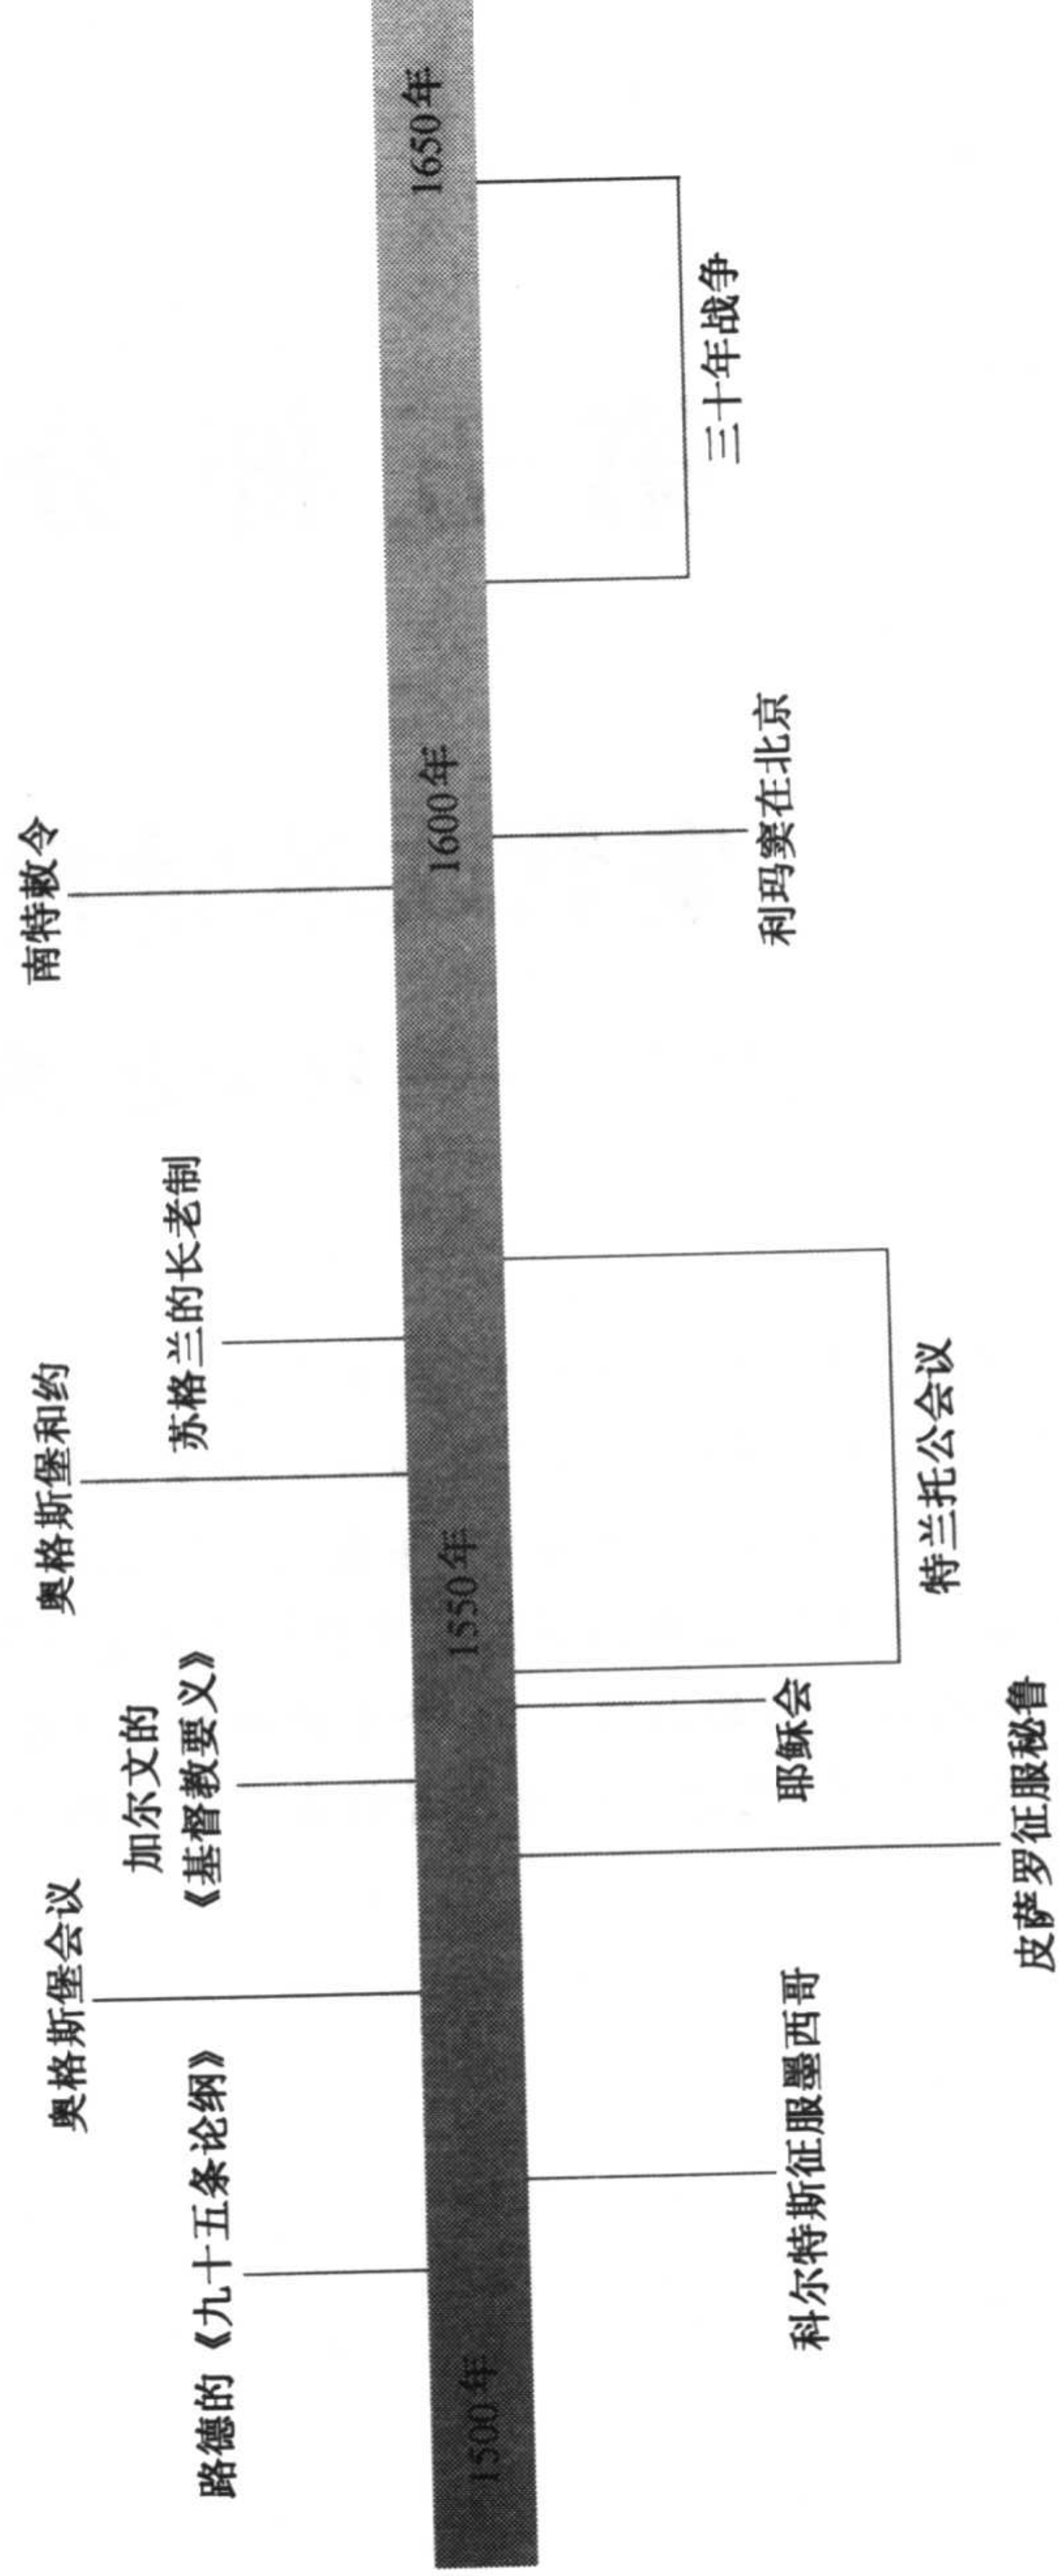 南特敕令
奥格斯堡和约
奥格斯堡会议
苏格兰的长老制
加尔文的
《基督教要义》
路德的《九十五条论纲》
1500年
1550年
1600年
1650年
科尔特斯征服墨西哥
耶稣会
利玛窦在北京
三十年战争
特兰托公会议
皮萨罗征服秘鲁